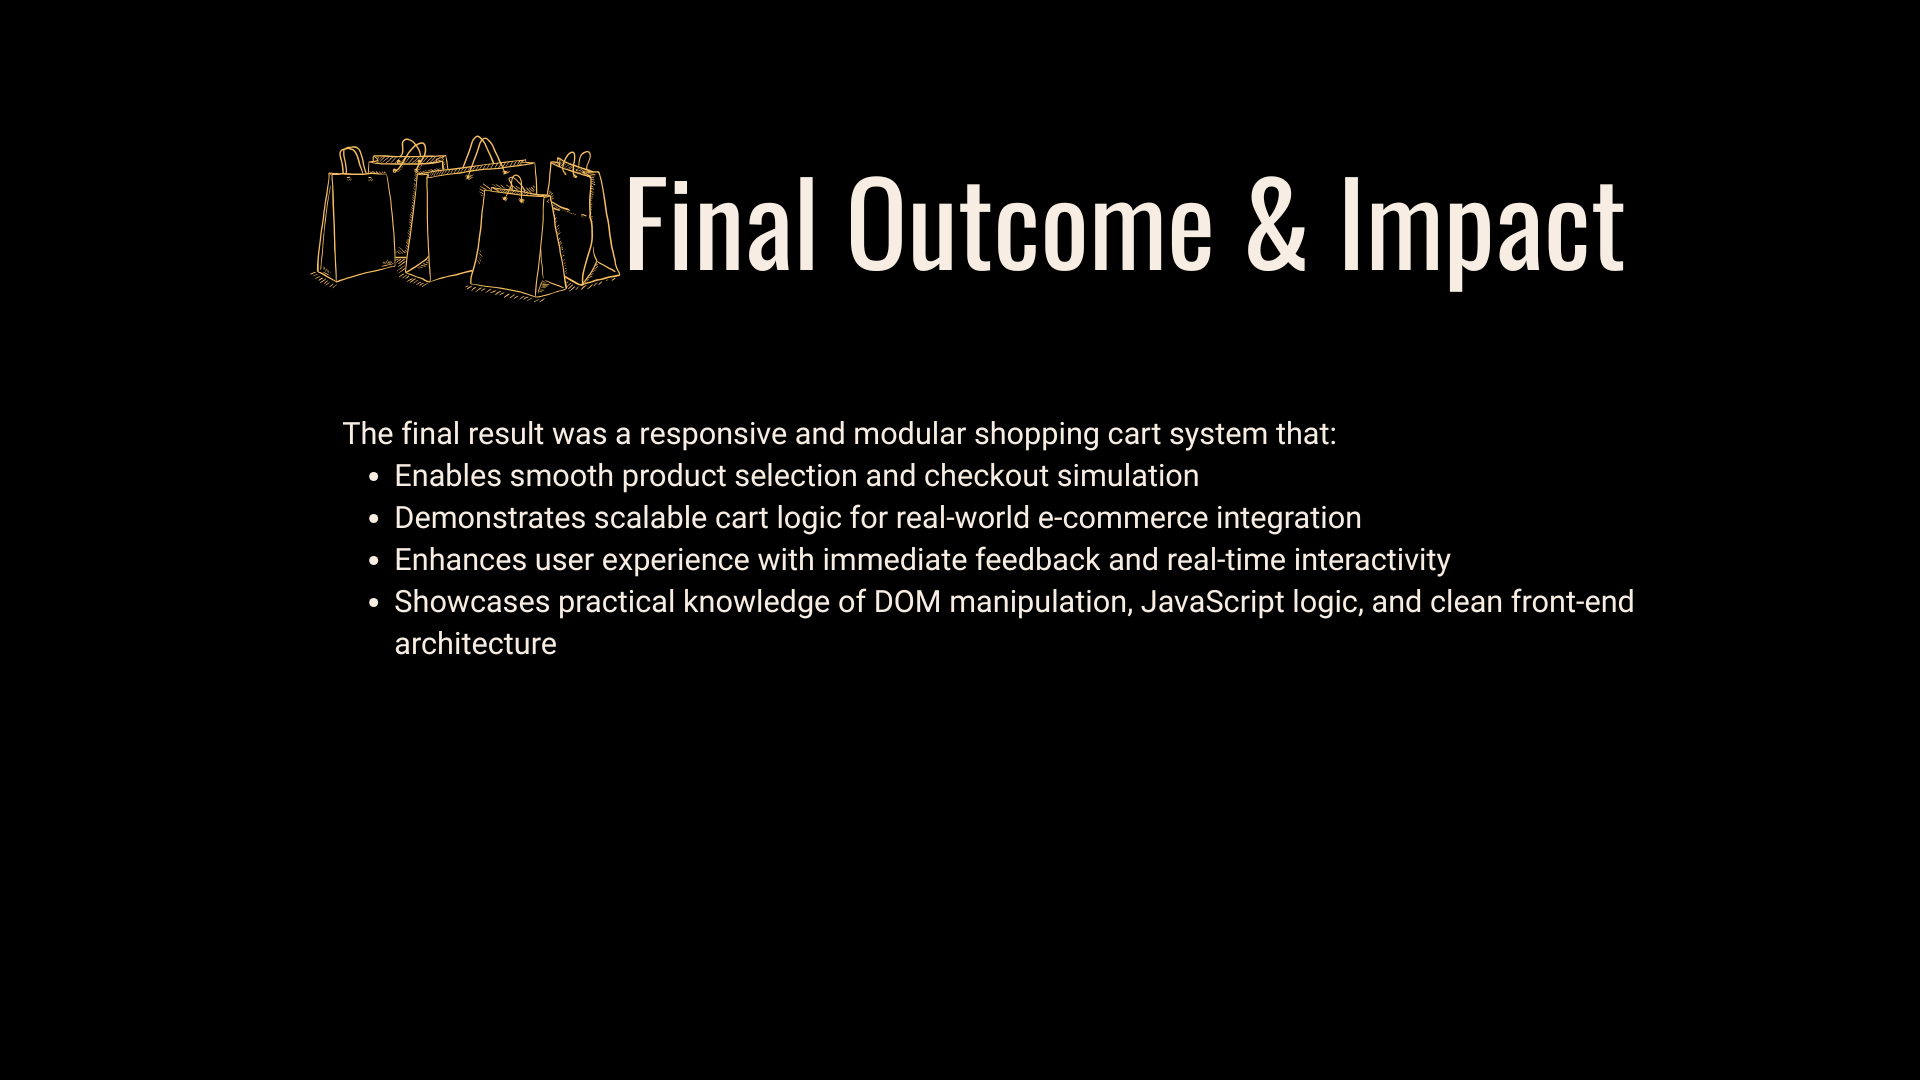 Final Outcome & Impact
The final result was a responsive and modular shopping cart system that:
• Enables smooth product selection and checkout simulation
• Demonstrates scalable cart logic for real-world e-commerce integration
• Enhances user experience with immediate feedback and real-time interactivity
• Showcases practical knowledge of DOM manipulation, JavaScript logic, and clean front-end
architecture